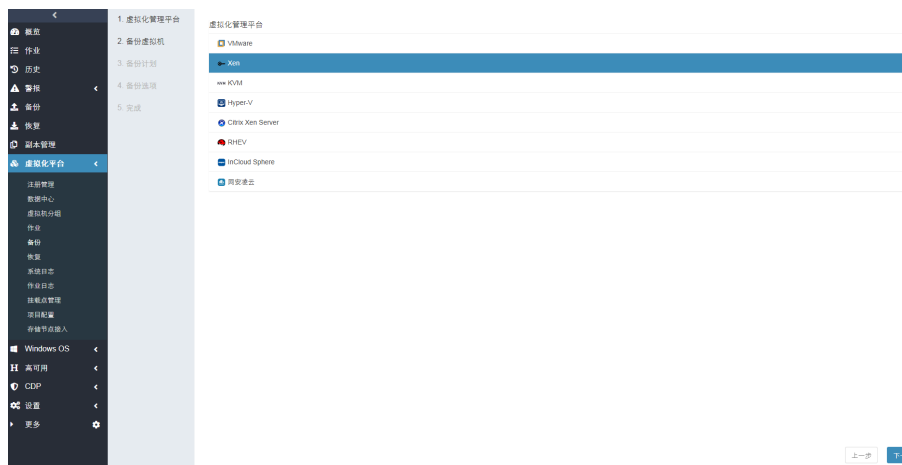 概览
作业
历史
警报
备份
恢复
副本管理
虚拟化平台
注册管理
数据中心
虚拟机分组
作业
备份
恢复
系统日志
作业日志
挂载点管理
项目配置
存储节点接入
Windows OS
高可用
CDP
设置
更多
1. 虚拟化管理平台
2. 备份虚拟机
3. 备份计划
4. 备份选项
5. 完成
虚拟化管理平台
VMware
Xen
KVM
Hyper-V
Citrix Xen Server
RHEV
InCloud Sphere
网安凌云
上一步
下一